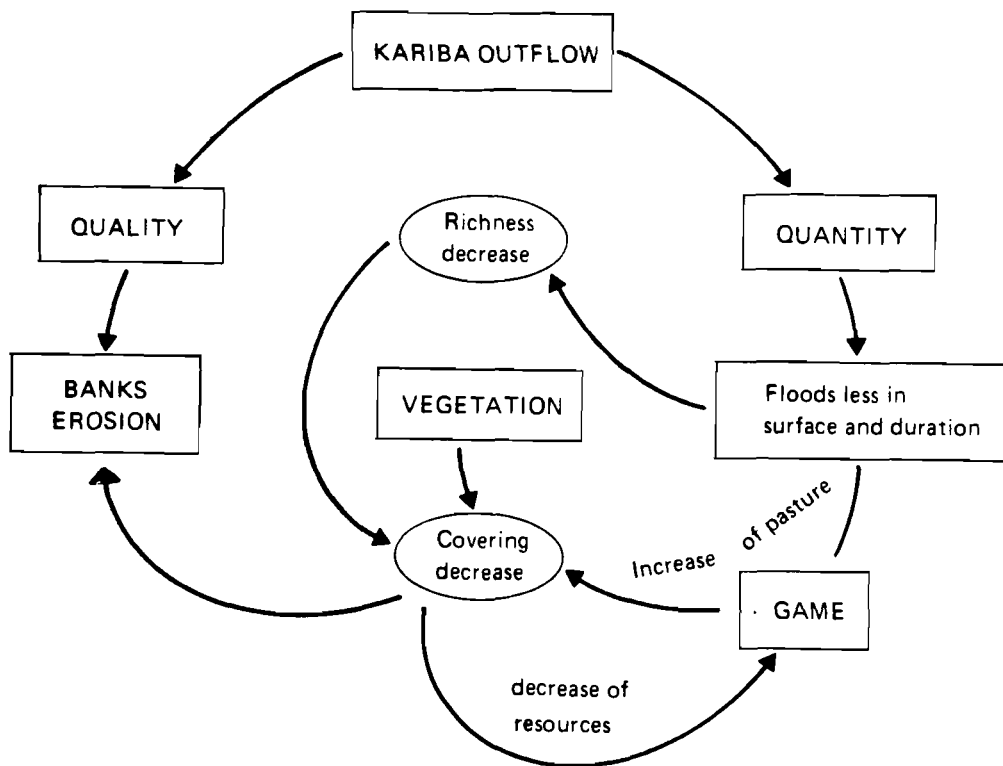 KARIBA OUTFLOW
QUALITY
Richness
decrease
QUANTITY
BANKS
EROSION
VEGETATION
Floods less in
surface and duration
Covering
decrease
Increase of pasture
GAME
decrease of
resources